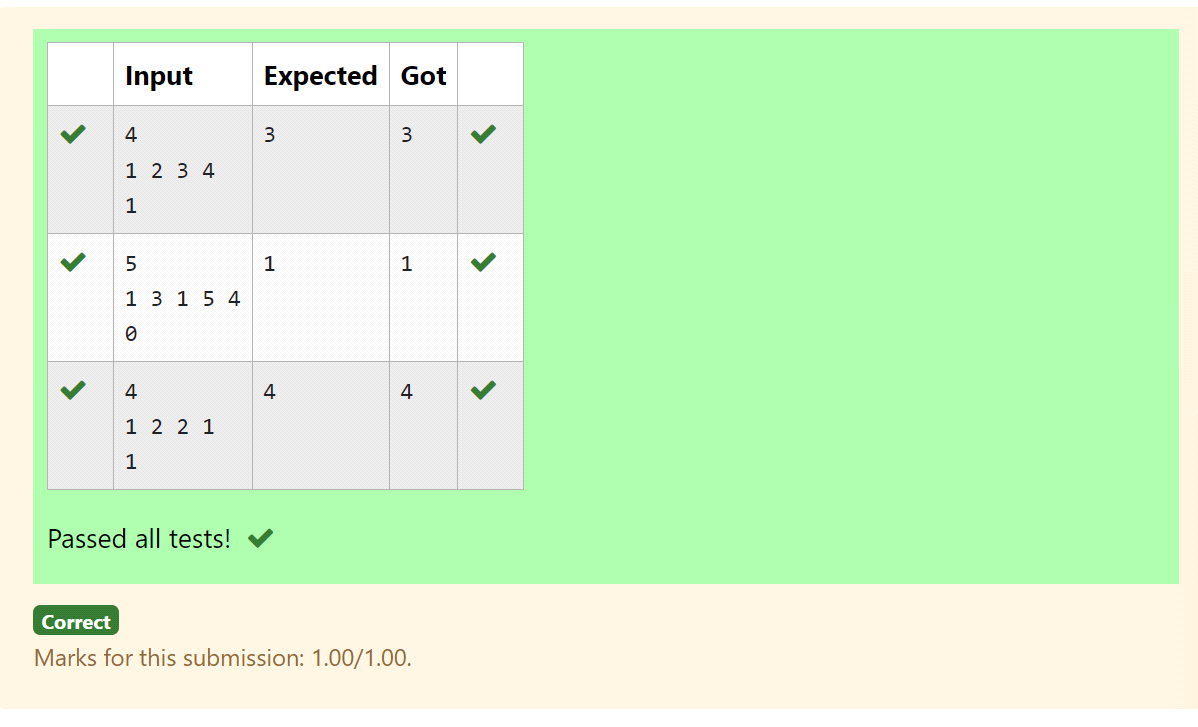 Input Expected Got
4 3 3
1 2 3 4
1
5 1 1
1 3 1 5 4
0
4 4 4
1 2 2 1
1
Passed all tests!
Correct
Marks for this submission: 1.00/1.00.